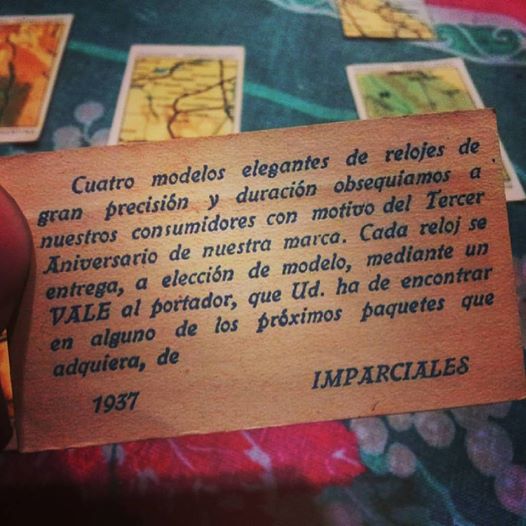 Cuatro modelos elegantes de relojes de
gran precisión y duración obsequiamos a
nuestros consumidores con motivo del Tercer
Aniversario de nuestra marca. Cada reloj se
entrega, a elección de modelo, mediante un
VALE al portador, que Ud. ha de encontrar
en alguno de los próximos paquetes que
adquiera, de
IMPARCIALES
1937